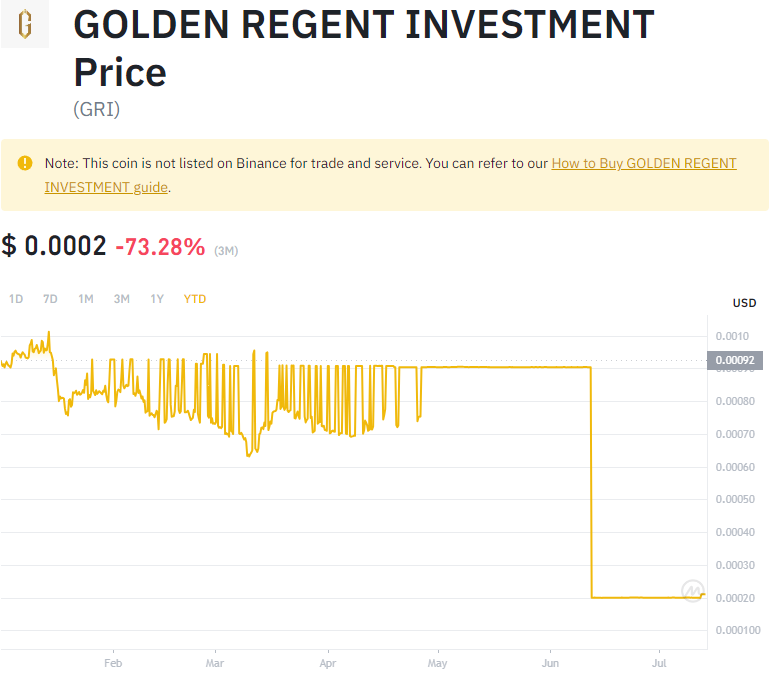 GOLDEN REGENT INVESTMENT
Price
(GRI)
Note: This coin is not listed on Binance for trade and service. You can refer to our How to Buy GOLDEN REGENT
INVESTMENT guide.
$ 0.0002 -73.28% (3M)
1D 7D 1M 3M 1Y YTD
USD
0.0010
0.00092
0.00080
0.00070
0.00060
0.00050
0.00040
0.00030
0.00020
0.000100
Feb Mar Apr May Jun Jul